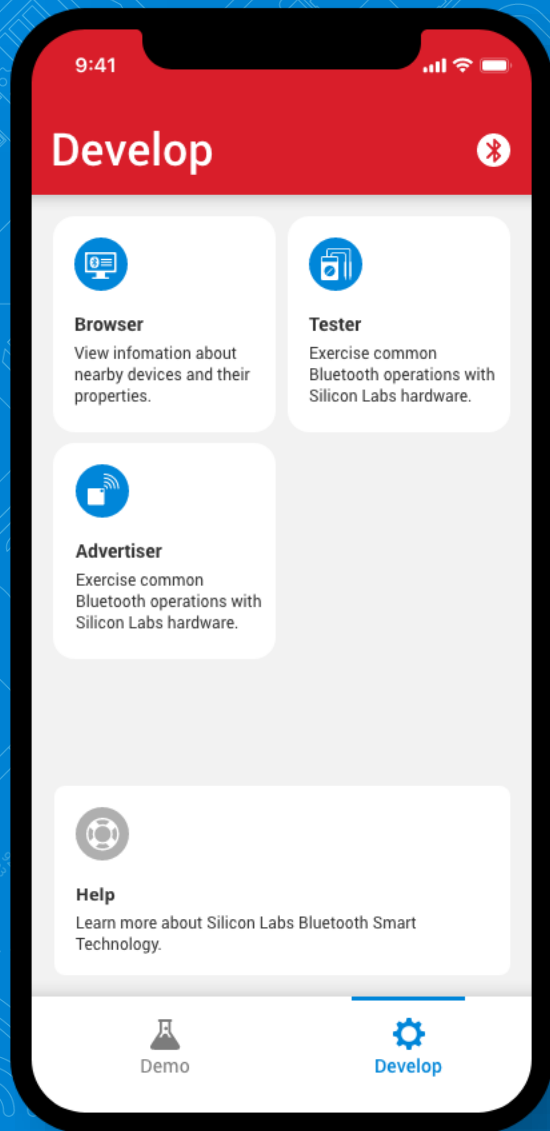 9:41
Develop
Browser
View infomation about
nearby devices and their
properties.
Tester
Exercise common
Bluetooth operations with
Silicon Labs hardware.
Advertiser
Exercise common
Bluetooth operations with
Silicon Labs hardware.
Help
Learn more about Silicon Labs Bluetooth Smart
Technology.
Demo
Develop